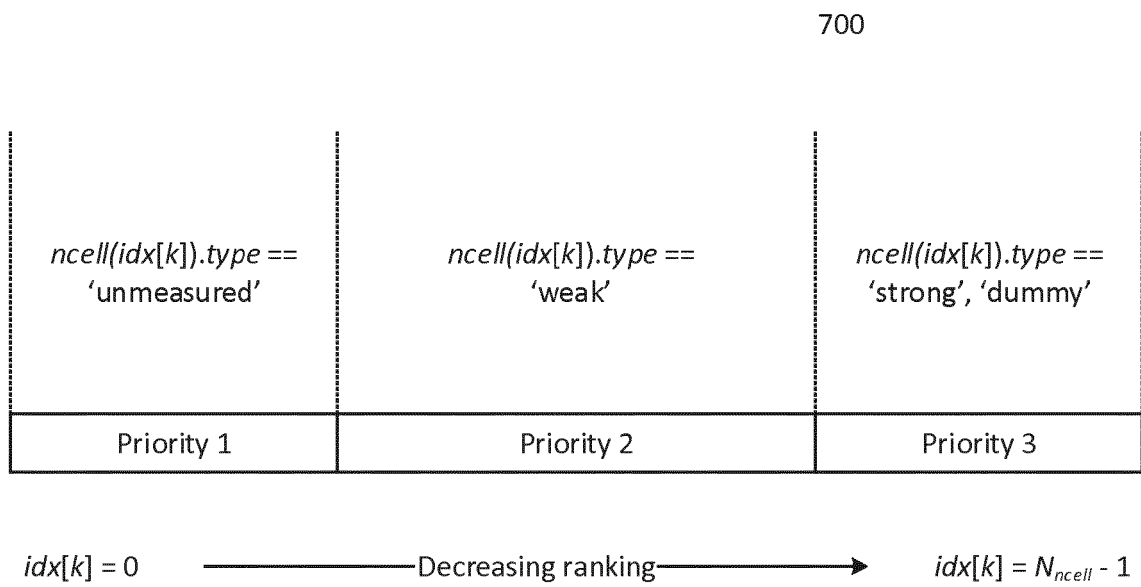 700
ncell(idx[k]).type ==
‘unmeasured’
ncell(idx[k]).type ==
‘weak’
ncell(idx[k]).type ==
‘strong’, ‘dummy’
Priority 1
Priority 2
Priority 3
idx[k] = 0
Decreasing ranking
idx[k] = Nncell - 1